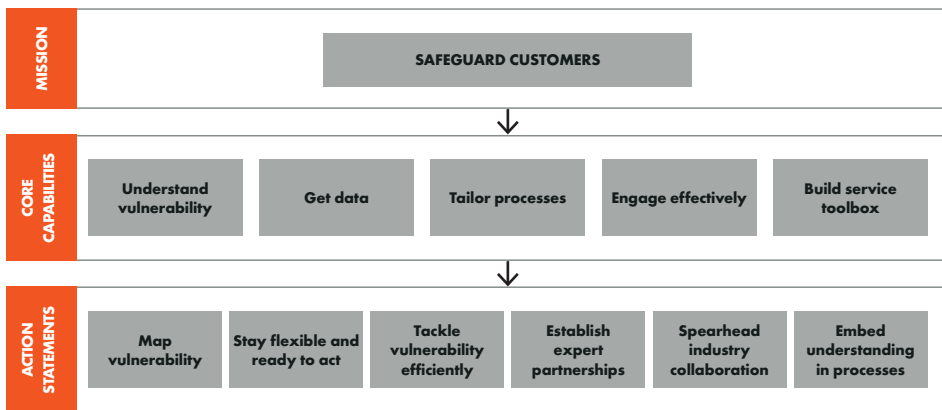 MISSION
SAFEGUARD CUSTOMERS
CORE
CAPABILITIES
Understand
vulnerability
Get data
Tailor processes
Engage effectively
Build service
toolbox
ACTION
STATEMENTS
Map
vulnerability
Stay flexible and
ready to act
Tackle
vulnerability
efficiently
Establish
expert
partnerships
Spearhead
industry
collaboration
Embed
understanding
in processes